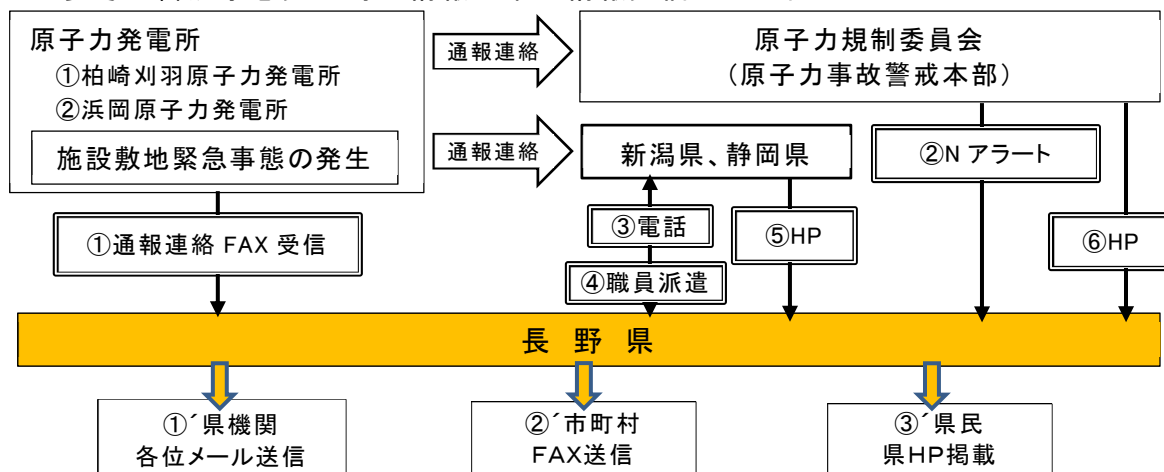 原子力発電所
①柏崎刈羽原子力発電所
②浜岡原子力発電所
施設敷地緊急事態の発生
通報連絡
原子力規制委員会
(原子力事故警戒本部)
通報連絡
新潟県、静岡県
②N アラート
①通報連絡 FAX 受信
③電話
④職員派遣
⑤HP
⑥HP
長 野 県
①´県機関
各位メール送信
②´市町村
FAX送信
③´県民
県HP掲載